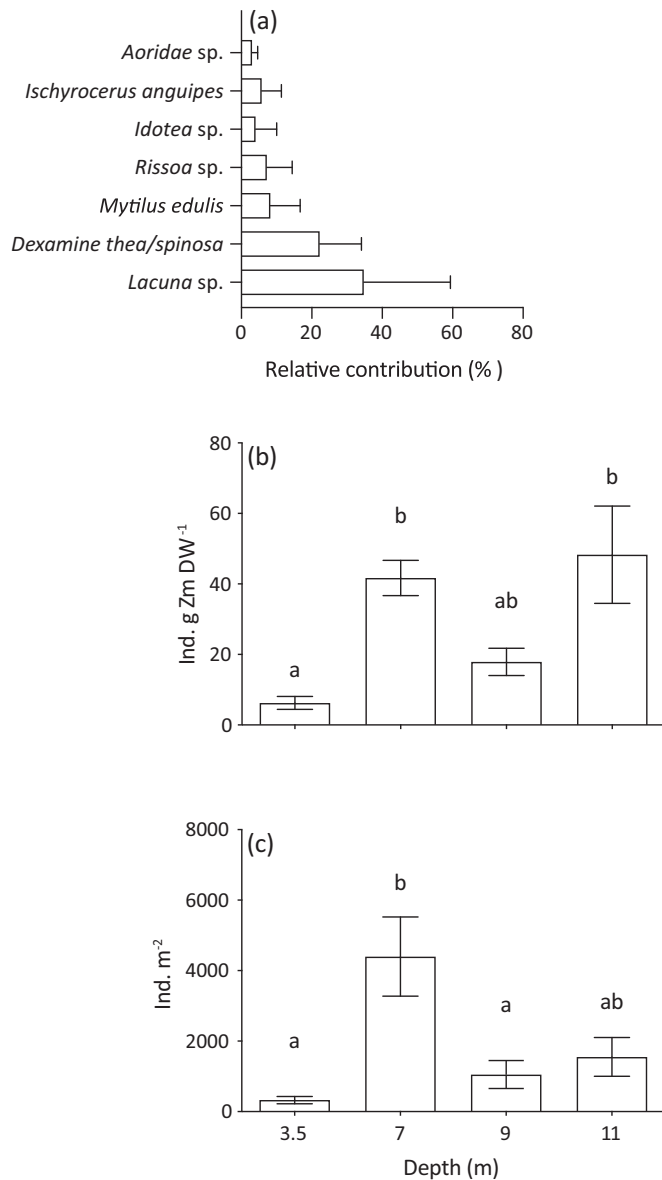 (a)
Aoridae sp.
Ischyrocerus anguipes
Idotea sp.
Rissoa sp.
Mytilus edulis
Dexamine thea/spinosa
Lacuna sp.
0 20 40 60 80
Relative contribution (% )
(b)
80
60
40
20
0
Ind. g Zm DW⁻¹
a b ab b
(c)
8000
6000
4000
2000
0
Ind. m⁻²
a b a ab
3.5 7 9 11
Depth (m)